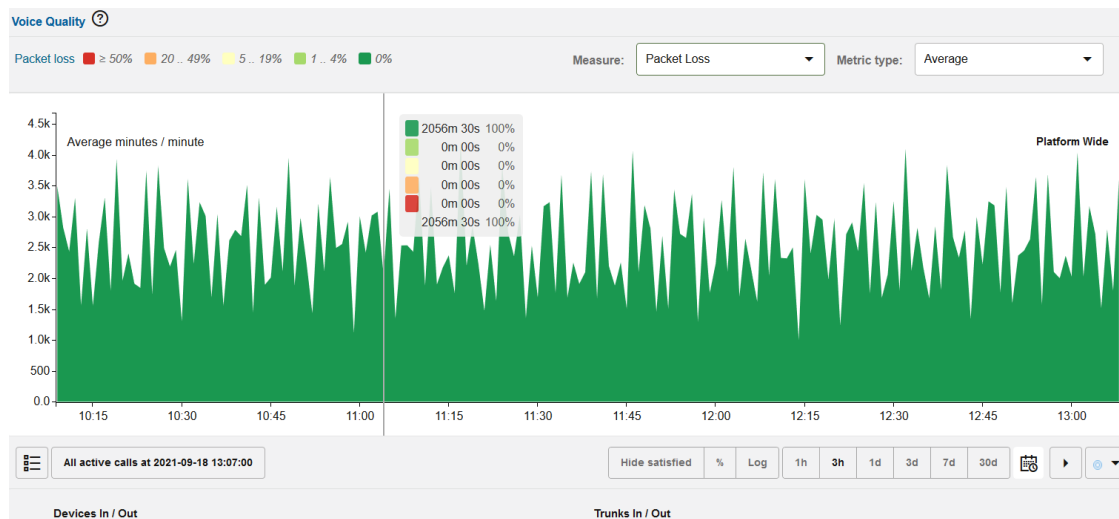 Voice Quality ?
Packet loss ≥ 50% 20 .. 49% 5 .. 19% 1 .. 4% 0%
Measure: Packet Loss Metric type: Average
4.5k
4.0k
3.5k
3.0k
2.5k
2.0k
1.5k
1.0k
500
0.0
Average minutes / minute
2056m 30s 100%
0m 00s 0%
0m 00s 0%
0m 00s 0%
0m 00s 0%
2056m 30s 100%
Platform Wide
10:15 10:30 10:45 11:00 11:15 11:30 11:45 12:00 12:15 12:30 12:45 13:00
All active calls at 2021-09-18 13:07:00
Hide satisfied % Log 1h 3h 1d 3d 7d 30d
Devices In / Out Trunks In / Out